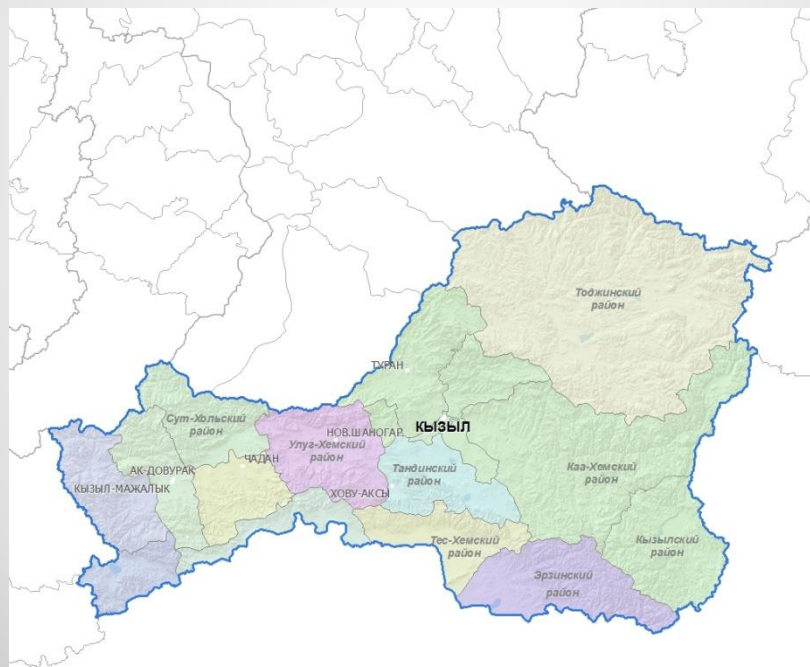 Тоджинский
район
ТУРАН
Сут-Хольский
район
КЫЗЫЛ
НОВ.ШАНОГАР
Улуг-Хемский
район
ЧАДАН
АК-ДОВУРАК
Тандинский
район
Каа-Хемский
район
КЫЗЫЛ-МАЖАЛЫК
ХОВУ-АКСЫ
Тес-Хемский
район
Кызылский
район
Эрзинский
район